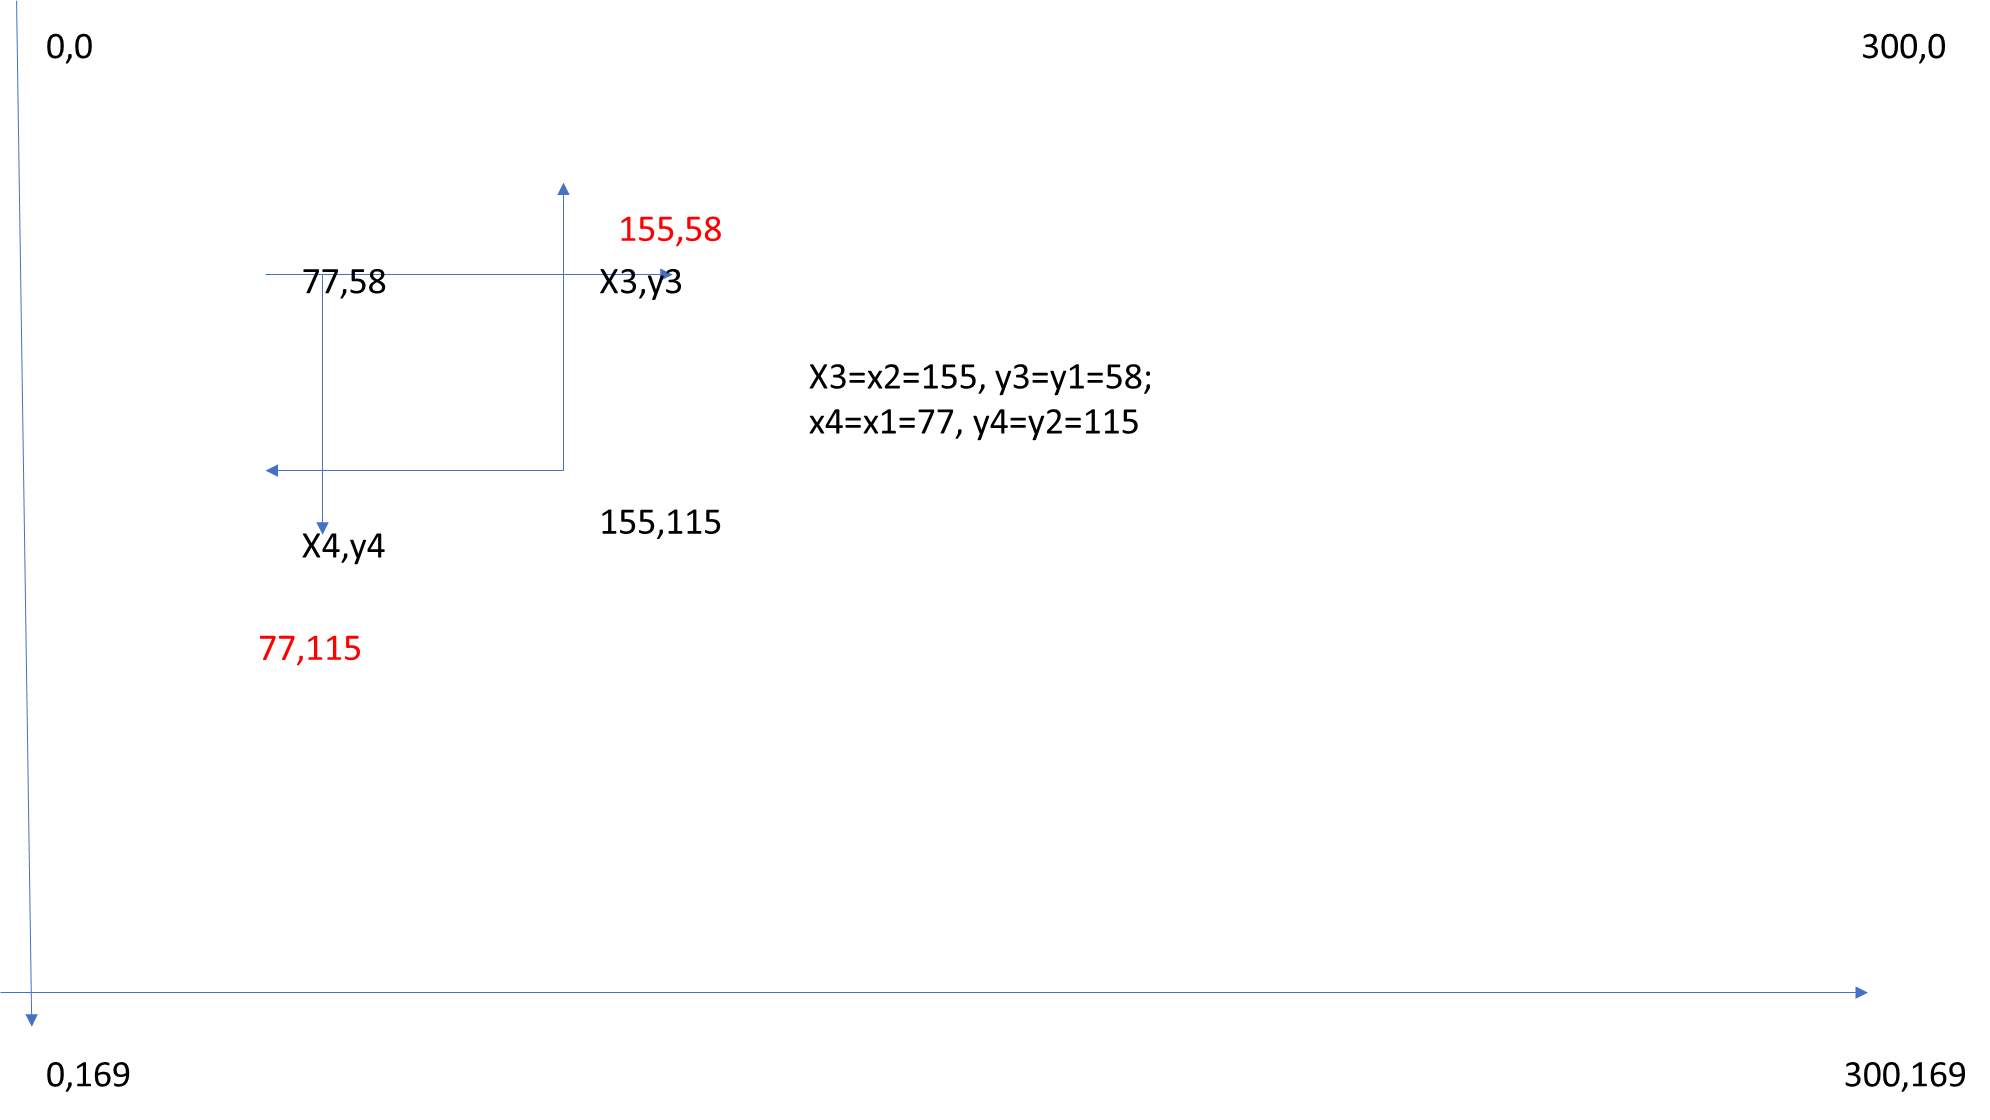 0,0
300,0
155,58
77,58
X3,y3
X3=x2=155, y3=y1=58;
x4=x1=77, y4=y2=115
155,115
X4,y4
77,115
0,169
300,169